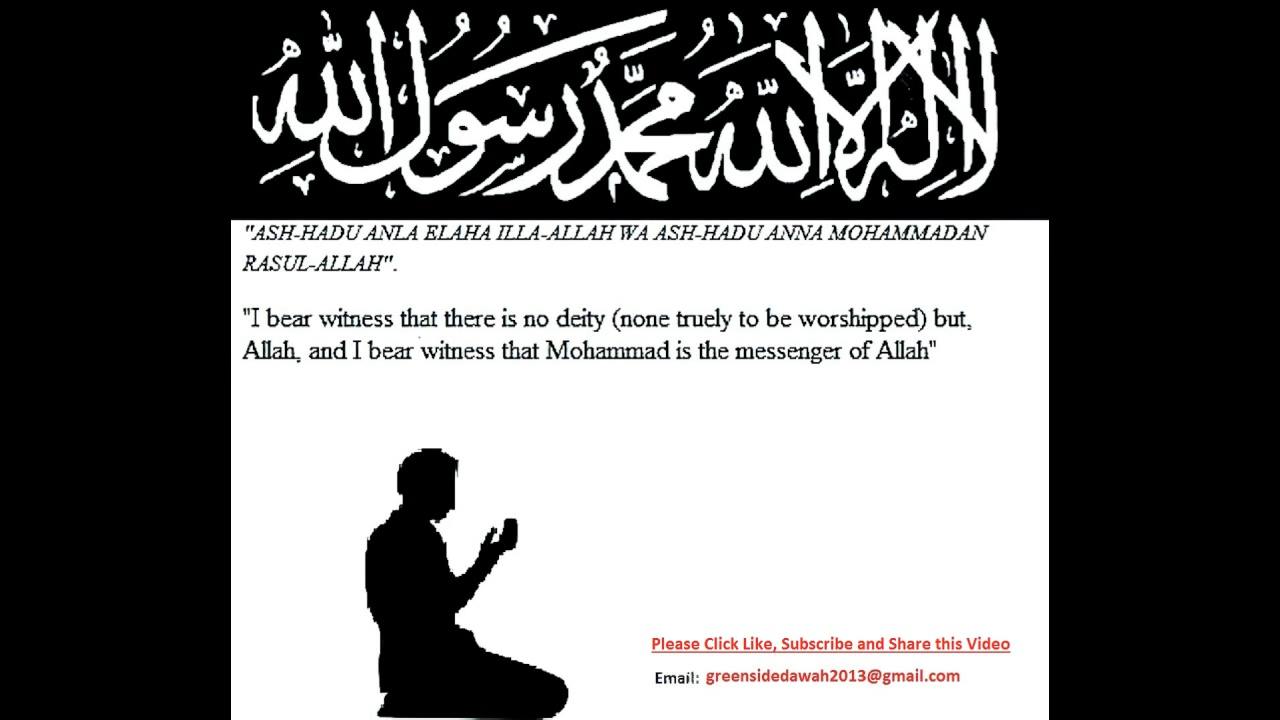 لا إله إلا الله محمد رسول الله
"ASH-HADU ANLA ELAHA ILLA-ALLAH WA ASH-HADU ANNA MOHAMMADAN
RASUL-ALLAH".
"I bear witness that there is no deity (none truely to be worshipped) but,
Allah, and I bear witness that Mohammad is the messenger of Allah"
Please Click Like, Subscribe and Share this Video
Email: greensidedawah2013@gmail.com